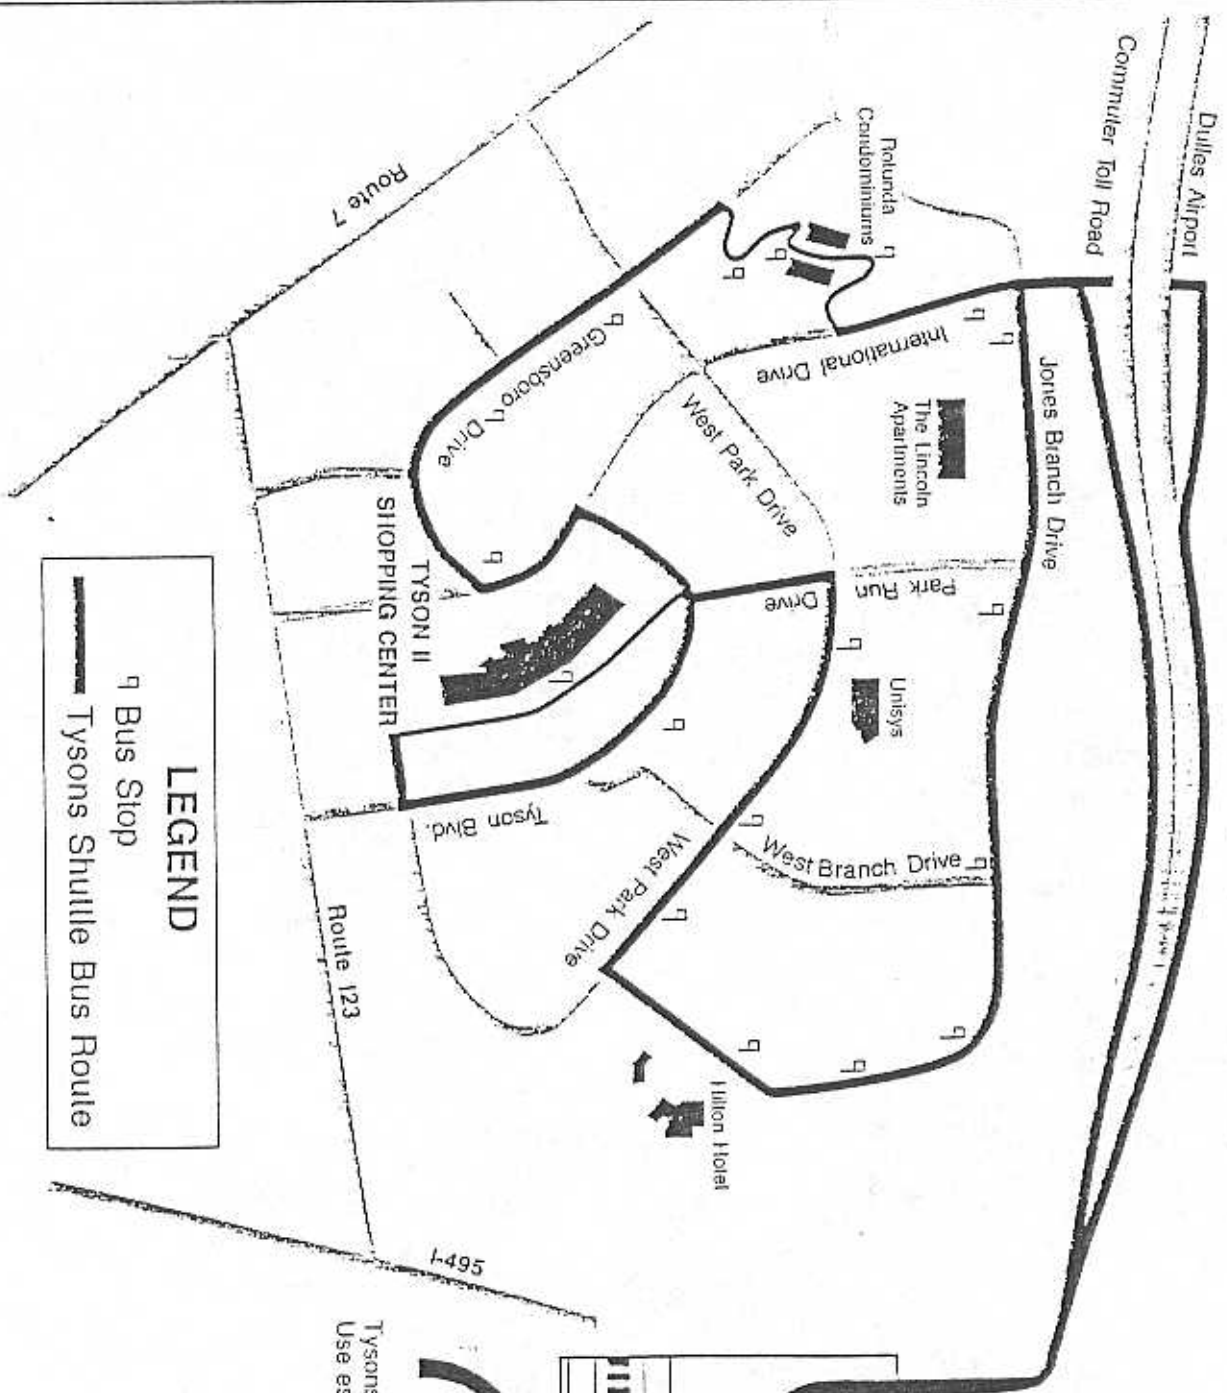 Dulles Airport
Commuter Toll Road
Rotunda
Condominiums
Route 7
Greensboro Drive
International Drive
Jones Branch Drive
The Lincoln
Apartments
West Park Drive
Park Run
Drive
TYSON II
SHOPPING CENTER
Unisys
West Branch Drive
Tyson Blvd.
West Park Drive
Route 123
Hilton Hotel
I-495
LEGEND
Bus Stop
Tysons Shuttle Bus Route
Tysons
Use es